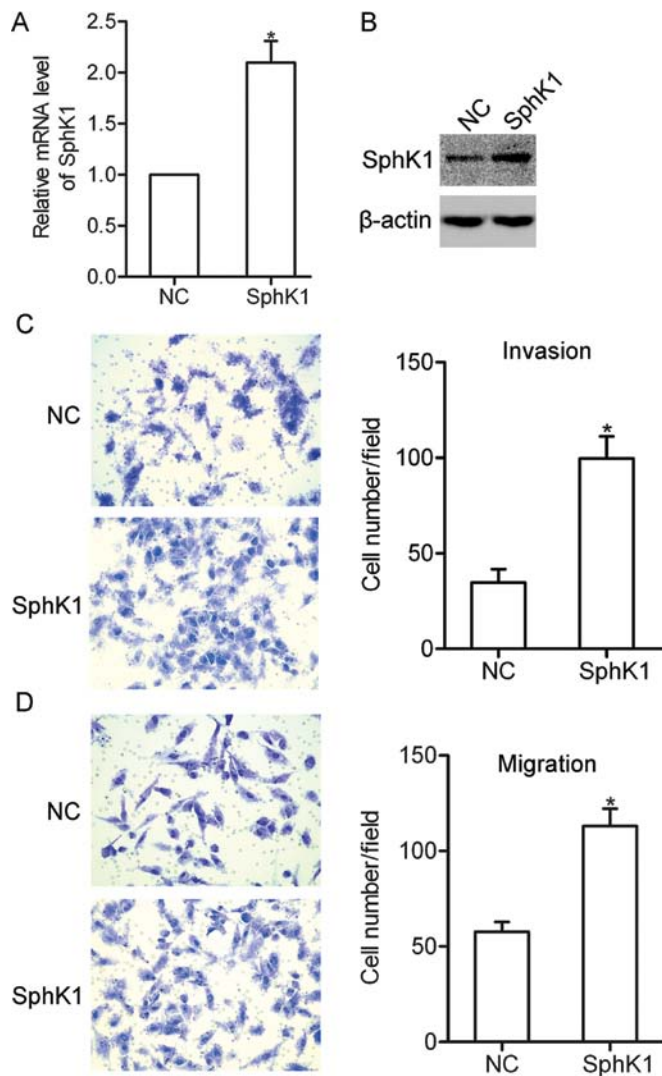 A
Relative mRNA level
of SphK1
2.5
2.0
1.5
1.0
0.5
0.0
*
NC
SphK1
B
NC
SphK1
SphK1
β-actin
C
NC
SphK1
Invasion
Cell number/field
150
100
50
0
*
NC
SphK1
D
NC
SphK1
Migration
Cell number/field
150
100
50
0
*
NC
SphK1